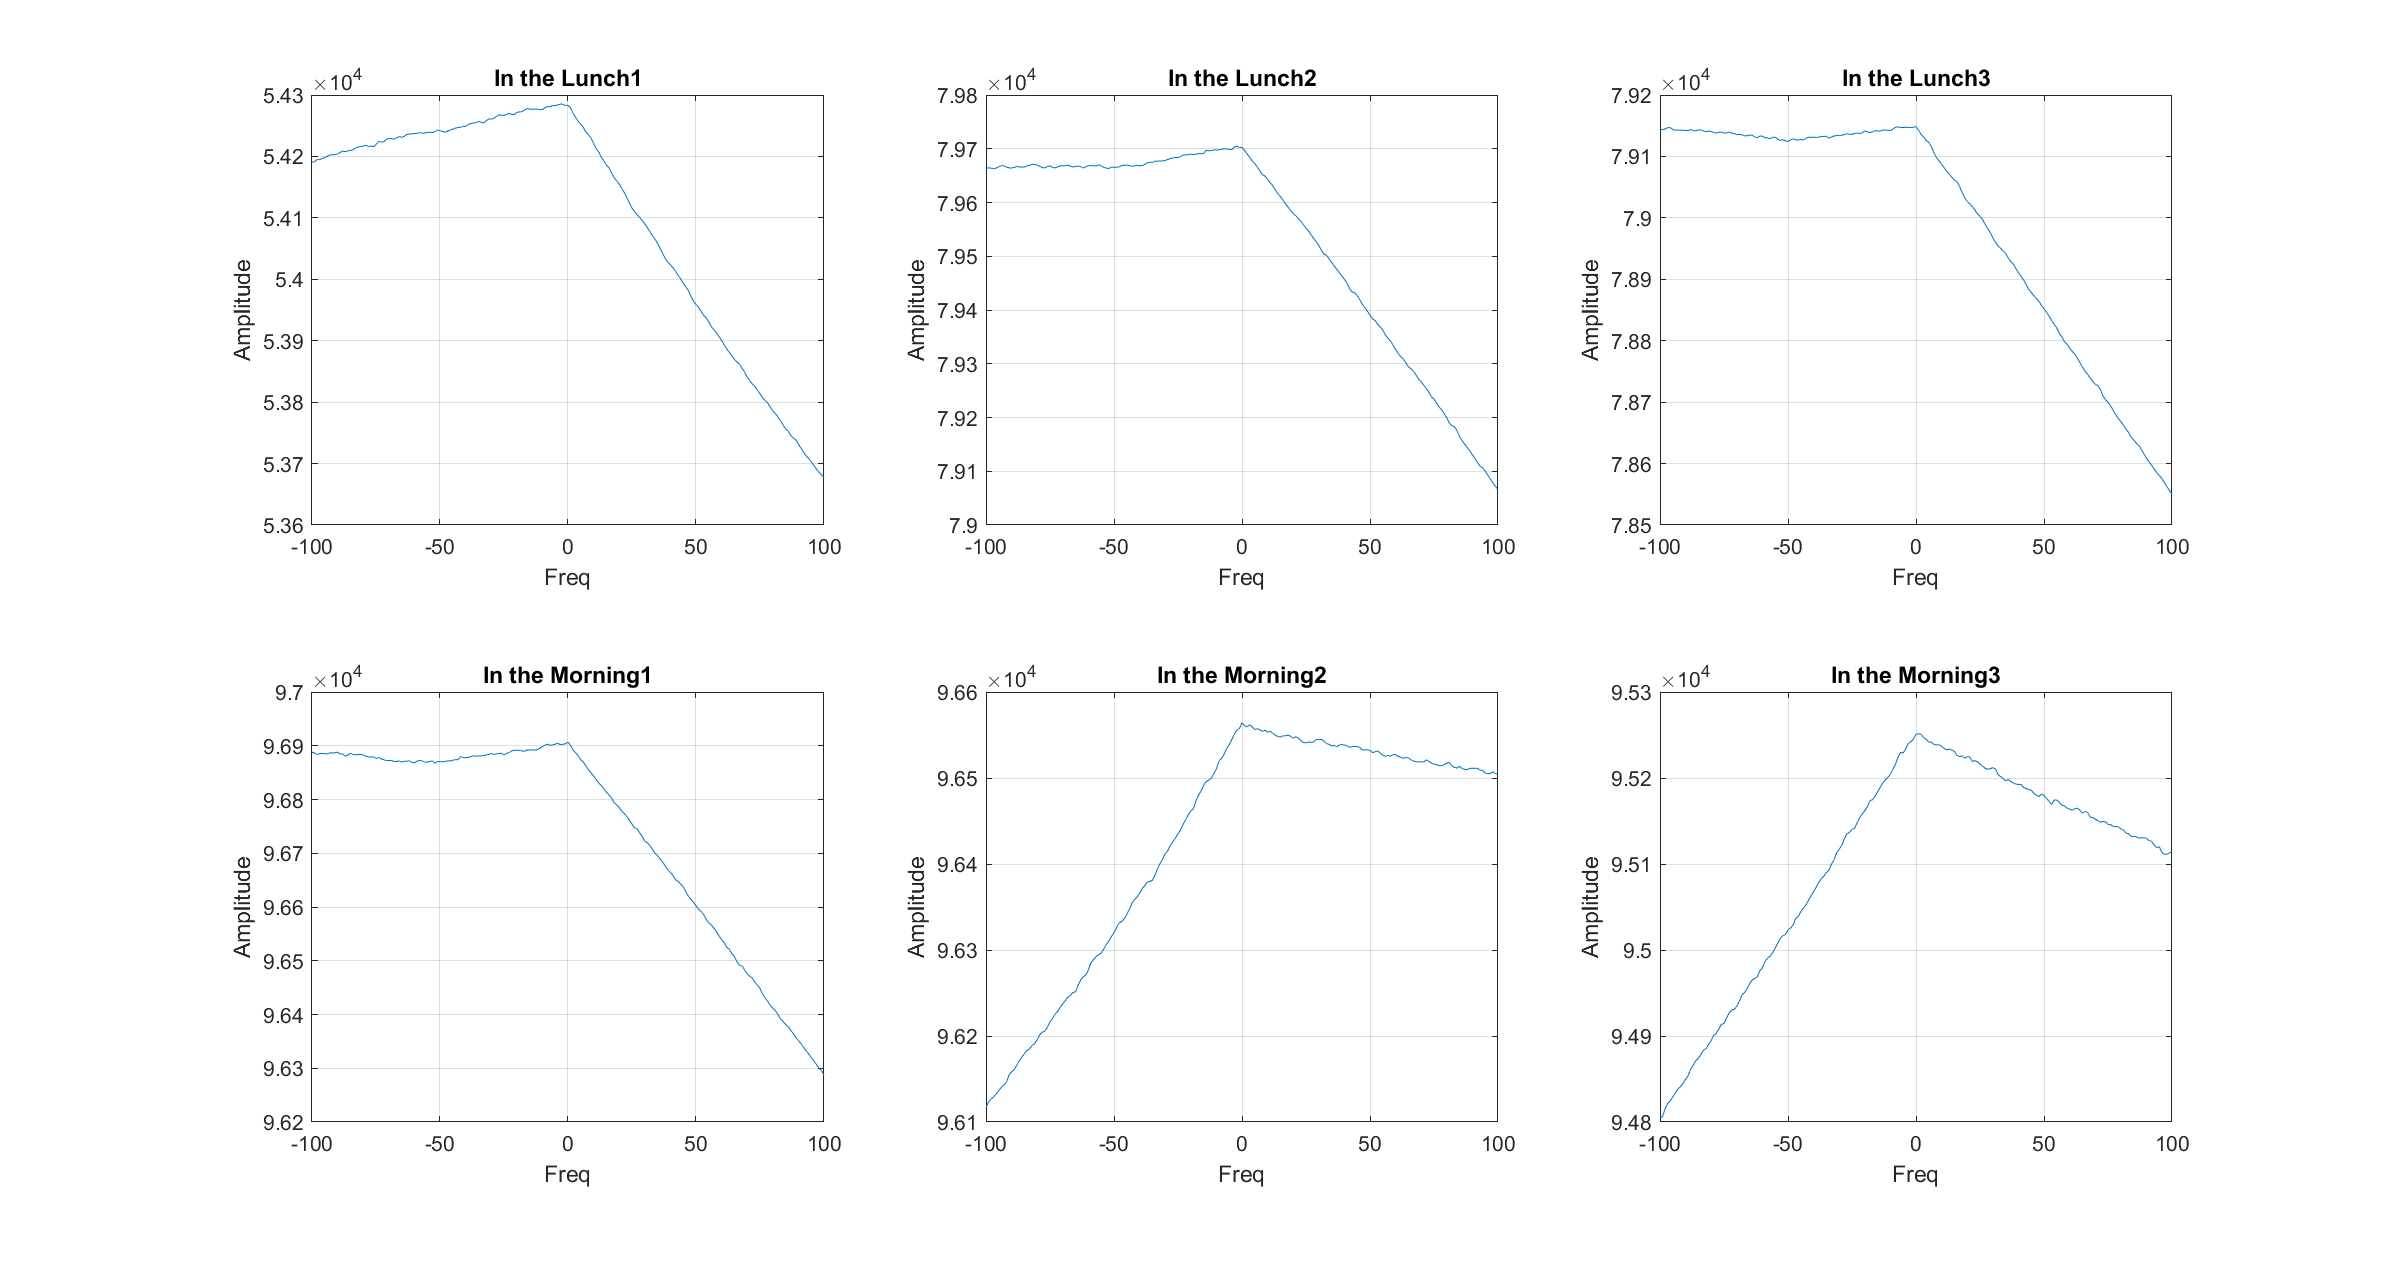 In the Lunch1
×10⁴
5.43
5.42
5.41
5.4
5.39
5.38
5.37
5.36
Amplitude
-100 -50 0 50 100
Freq
In the Lunch2
×10⁴
7.98
7.97
7.96
7.95
7.94
7.93
7.92
7.91
7.9
Amplitude
-100 -50 0 50 100
Freq
In the Lunch3
×10⁴
7.92
7.91
7.9
7.89
7.88
7.87
7.86
7.85
Amplitude
-100 -50 0 50 100
Freq
In the Morning1
×10⁴
9.7
9.69
9.68
9.67
9.66
9.65
9.64
9.63
9.62
Amplitude
-100 -50 0 50 100
Freq
In the Morning2
×10⁴
9.66
9.65
9.64
9.63
9.62
9.61
Amplitude
-100 -50 0 50 100
Freq
In the Morning3
×10⁴
9.53
9.52
9.51
9.5
9.49
9.48
Amplitude
-100 -50 0 50 100
Freq